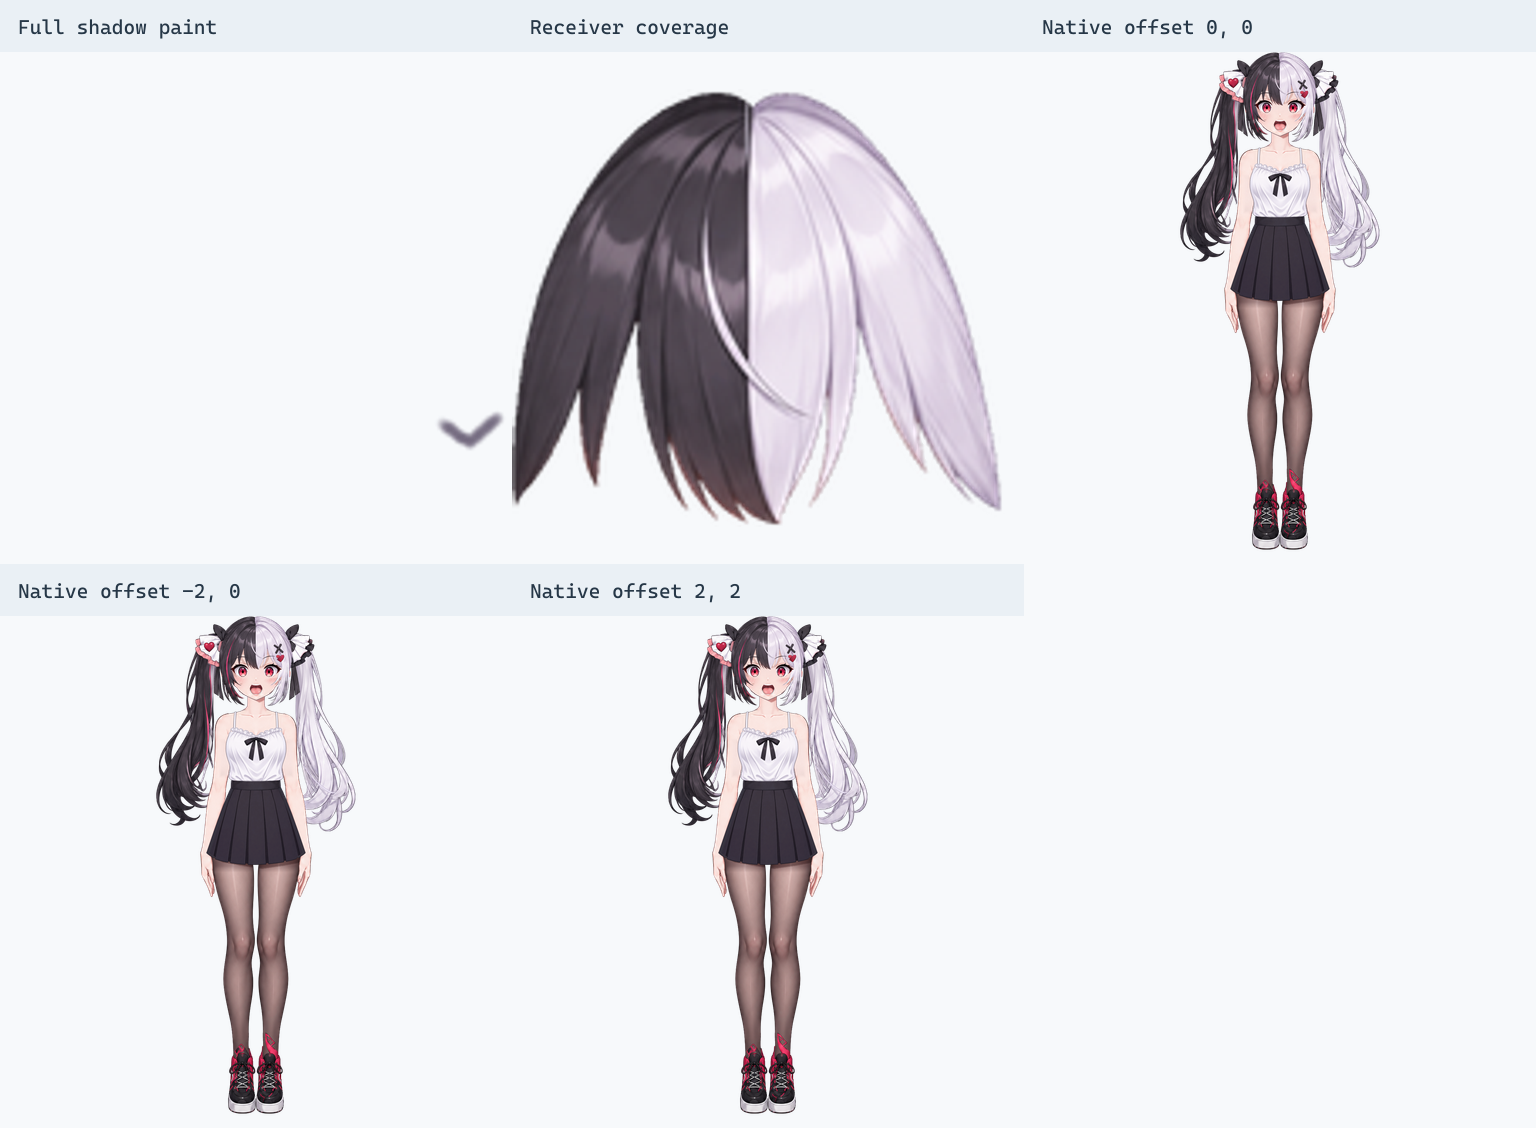 Full shadow paint
Receiver coverage
Native offset 0, 0
Native offset −2, 0
Native offset 2, 2